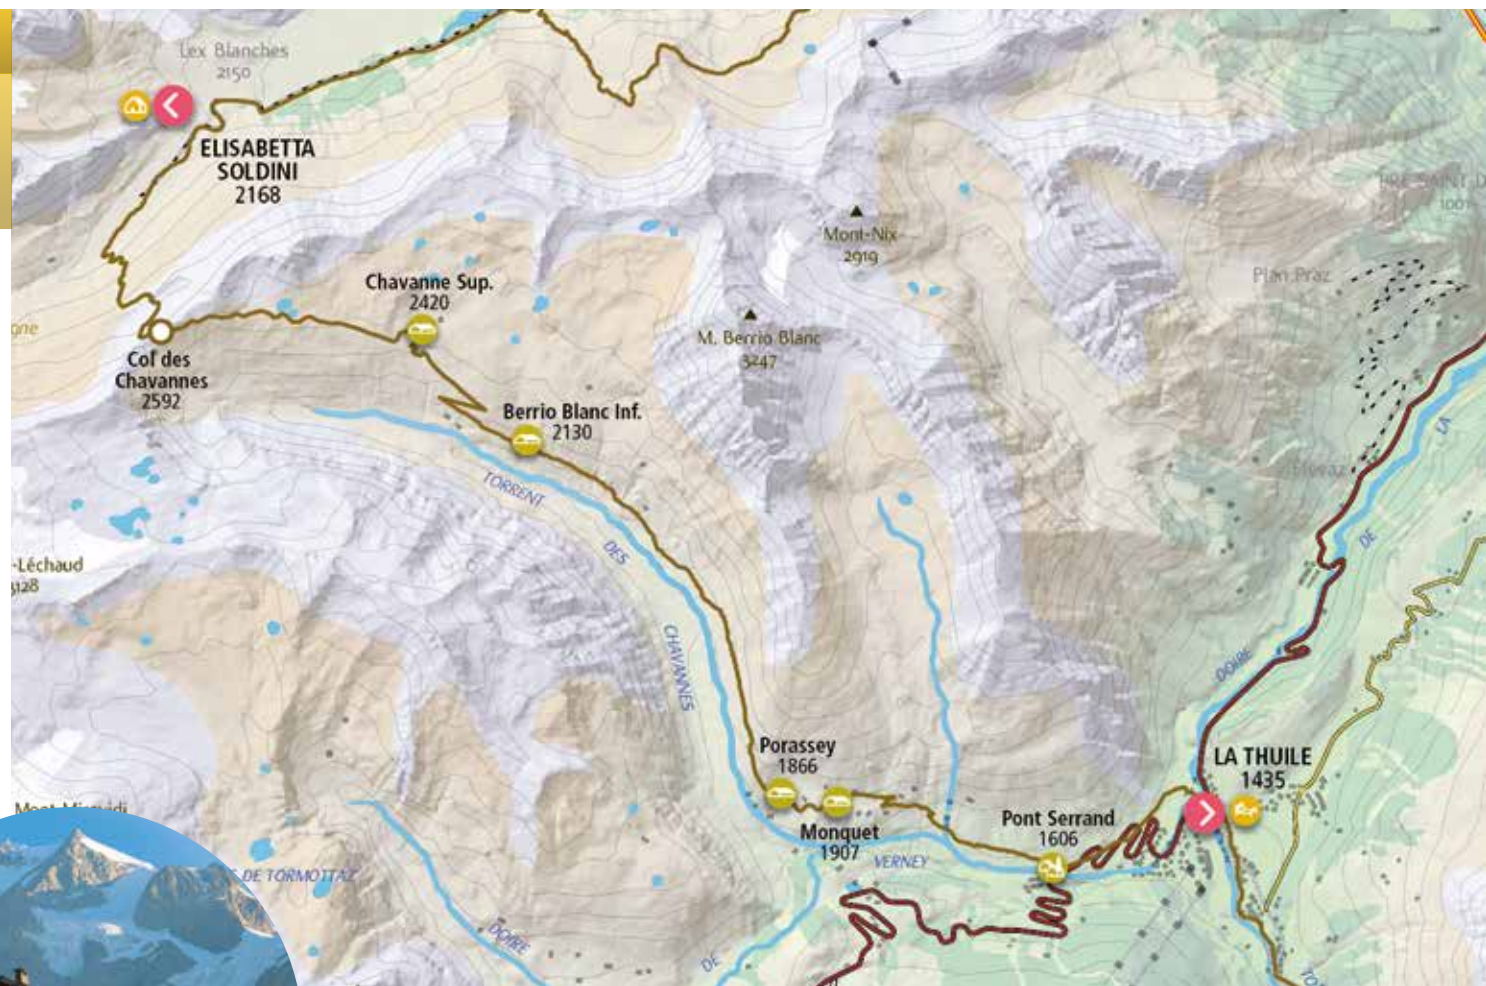 Lex Blanches
2150
ELISABETTA
SOLDINI
2168
Mont-Nix
2919
Plan Praz
Chavanne Sup.
2420
M. Berrio Blanc
3247
Col des
Chavannes
2592
Berrio Blanc Inf.
2130
TORRENT
DES
CHAVANNES
LA
DE
DOIRE
-Léchaud
3128
Porassey
1866
LA THUILE
1435
Monquet
1907
Pont Serrand
1606
VERNEY
DE TORMOTTAZ
DOIRE
DE